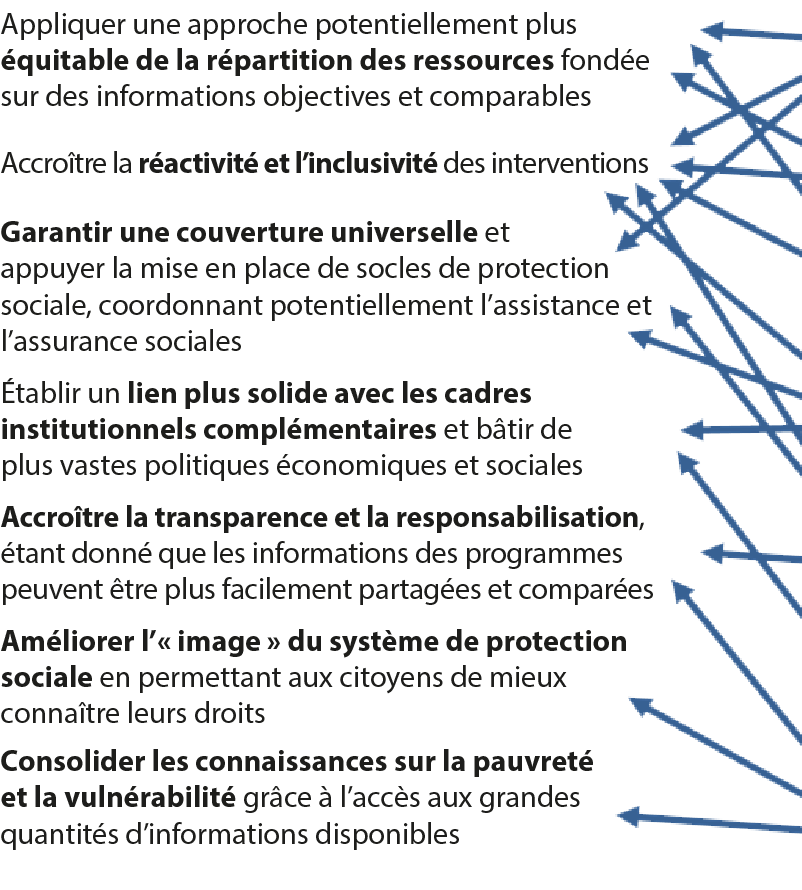 Appliquer une approche potentiellement plus
équitable de la répartition des ressources fondée
sur des informations objectives et comparables
Accroître la réactivité et l’inclusivité des interventions
Garantir une couverture universelle et
appuyer la mise en place de socles de protection
sociale, coordonnant potentiellement l’assistance et
l’assurance sociales
Établir un lien plus solide avec les cadres
institutionnels complémentaires et bâtir de
plus vastes politiques économiques et sociales
Accroître la transparence et la responsabilisation,
étant donné que les informations des programmes
peuvent être plus facilement partagées et comparées
Améliorer l’« image » du système de protection
sociale en permettant aux citoyens de mieux
connaître leurs droits
Consolider les connaissances sur la pauvreté
et la vulnérabilité grâce à l’accès aux grandes
quantités d’informations disponibles